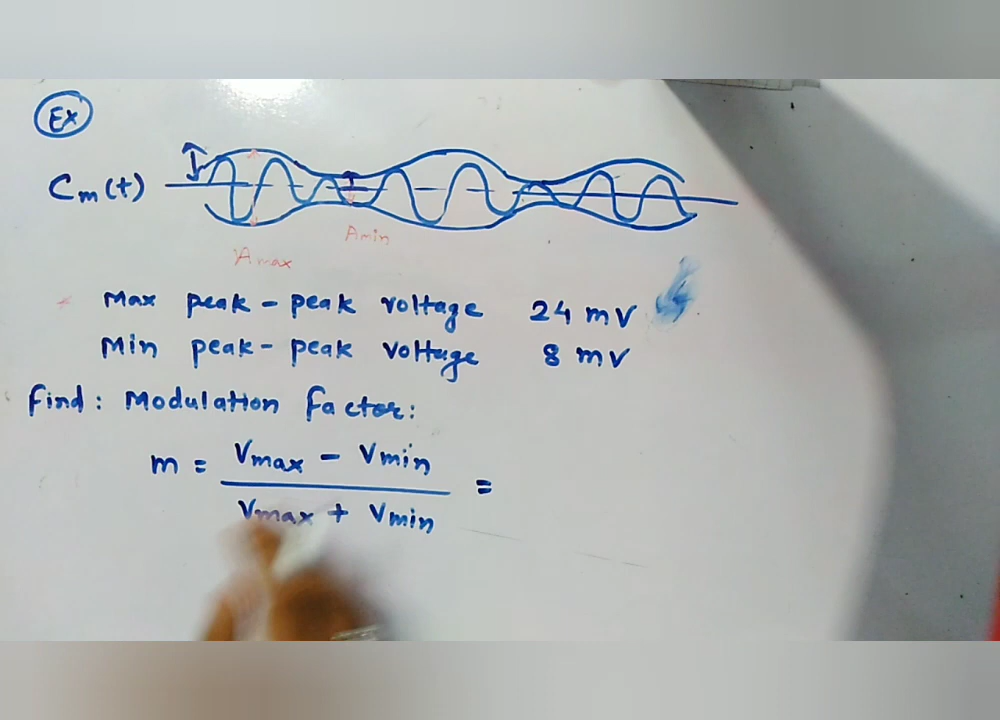 Ex
Cm(t)
Amin
Amax
Max peak - peak voltage 24 mV
Min peak - peak voltage 8 mV
find : Modulation factor:
m = Vmax - Vmin =
Vmax + Vmin